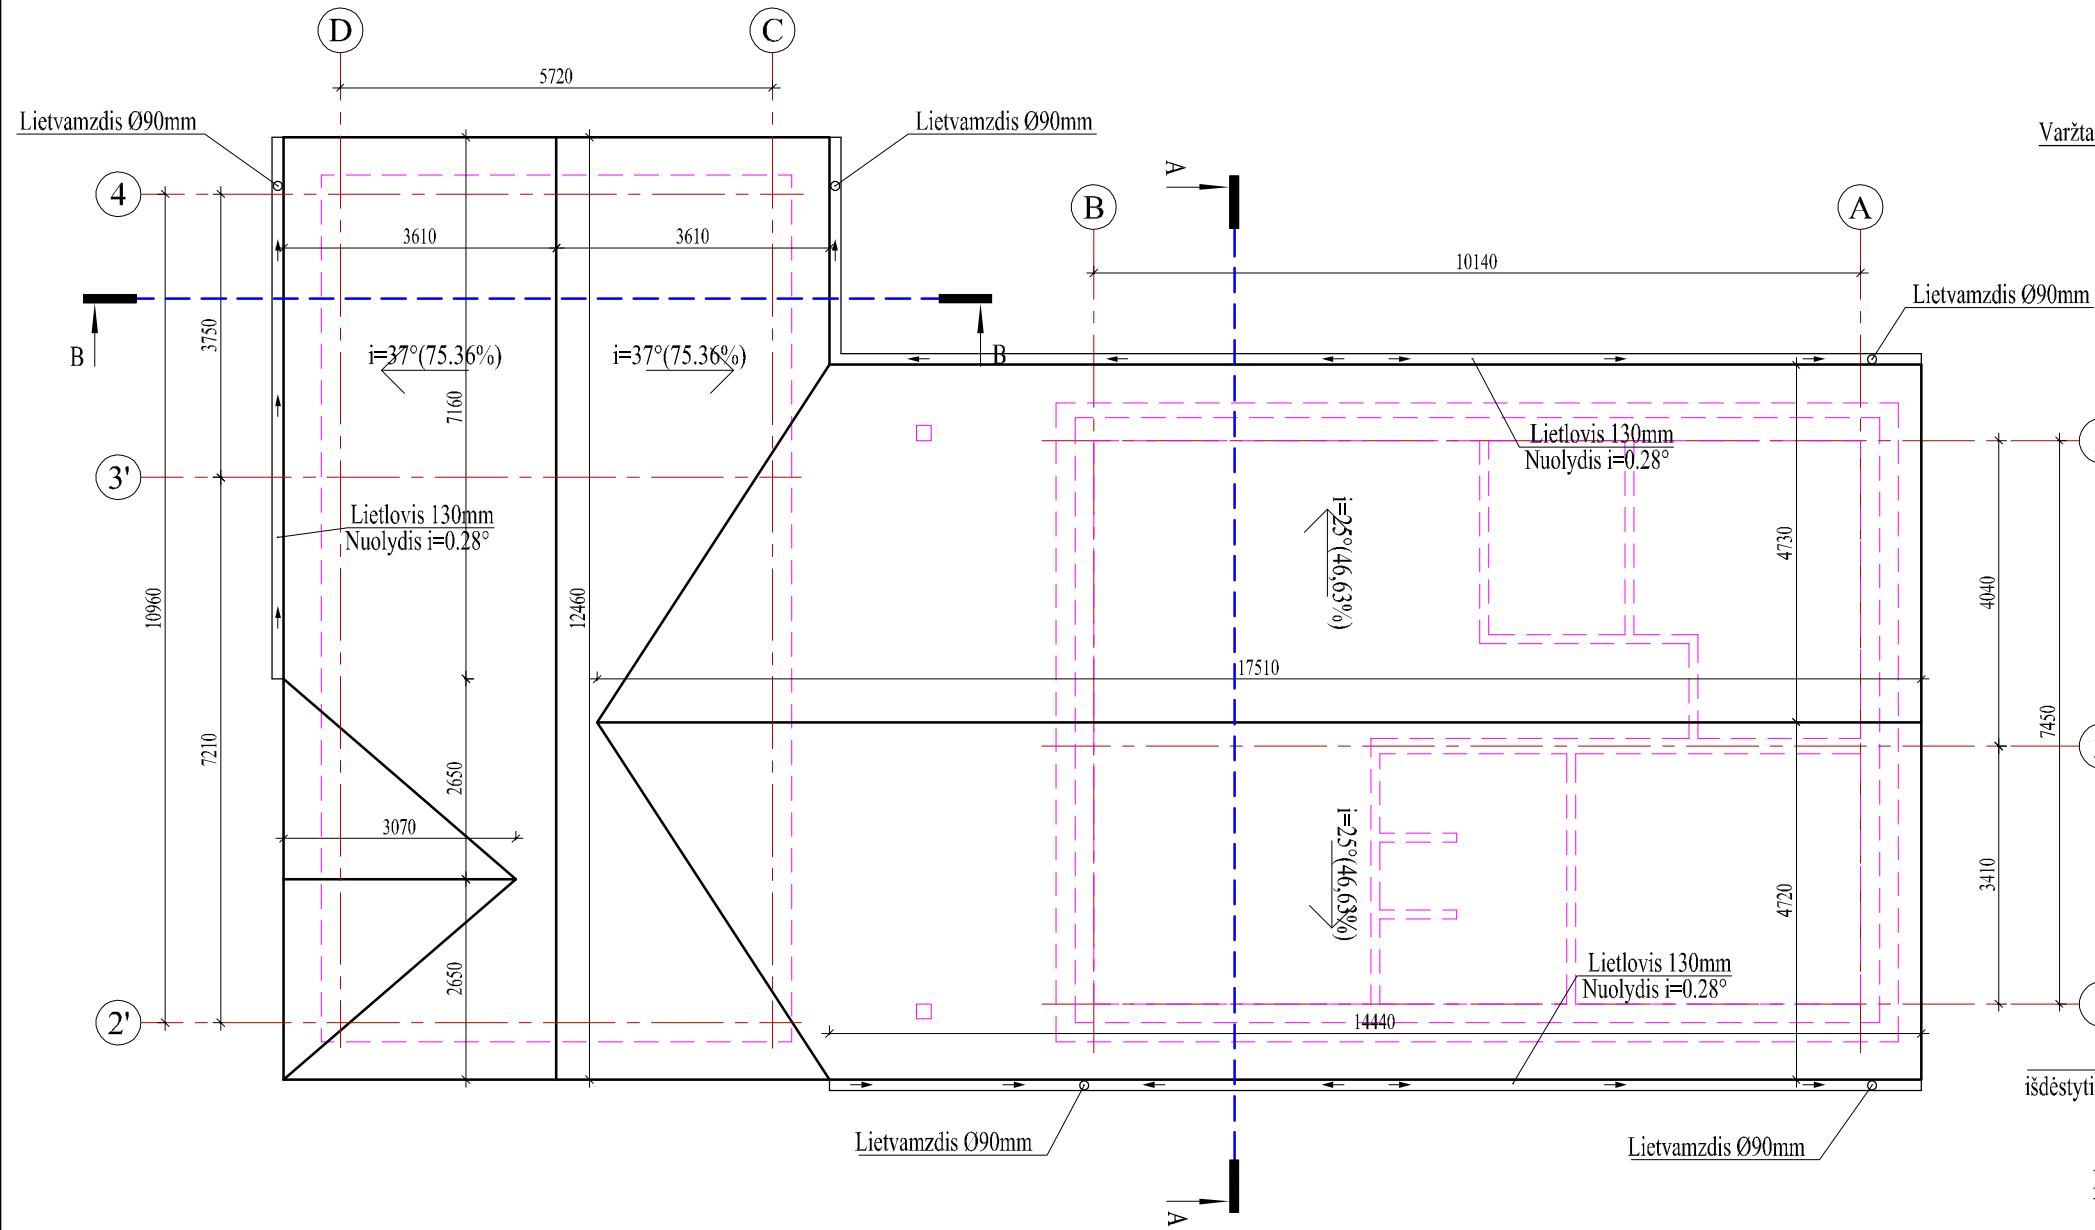 D
C
5720
Lietvamzdis Ø90mm
Lietvamzdis Ø90mm
Varžta
A
4
B
A
3610
3610
10140
Lietvamzdis Ø90mm
3750
B
B
i=37°(75.36%)
i=37°(75.36%)
7160
Lietlovis 130mm
Nuolydis i=0.28°
3'
Lietlovis 130mm
Nuolydis i=0.28°
i=25°(46,63%)
4730
4040
10960
12460
17510
7450
7210
2650
3070
i=25°(46,63%)
4720
3410
2650
Lietlovis 130mm
Nuolydis i=0.28°
2'
14440
išdėstyti
Lietvamzdis Ø90mm
Lietvamzdis Ø90mm
A